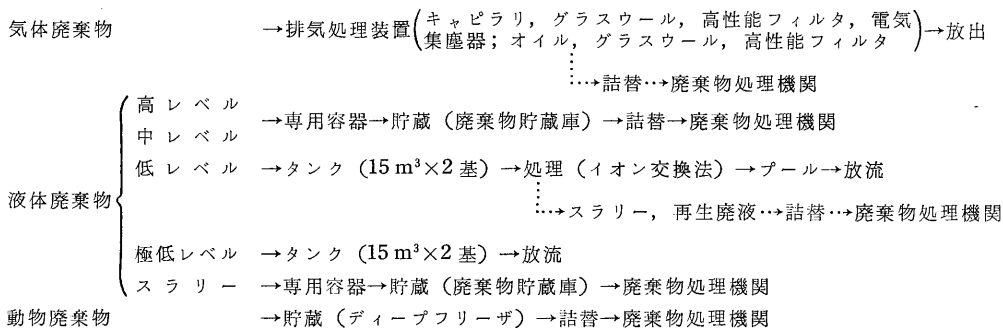 気体廃棄物 →排気処理装置(キャピラリ, グラスウール, 高性能フィルタ, 電気
集塵器; オイル, グラスウール, 高性能フィルタ)→放出
→詰替→廃棄物処理機関
液体廃棄物
高レベル
中レベル
→専用容器→貯蔵 (廃棄物貯蔵庫) →詰替→廃棄物処理機関
低レベル →タンク (15 m³×2 基) →処理 (イオン交換法) →プール→放流
→スラリー, 再生廃液→詰替→廃棄物処理機関
極低レベル →タンク (15 m³×2 基) →放流
スラリー →専用容器→貯蔵 (廃棄物貯蔵庫) →廃棄物処理機関
動物廃棄物 →貯蔵 (ディープフリーザ) →詰替→廃棄物処理機関